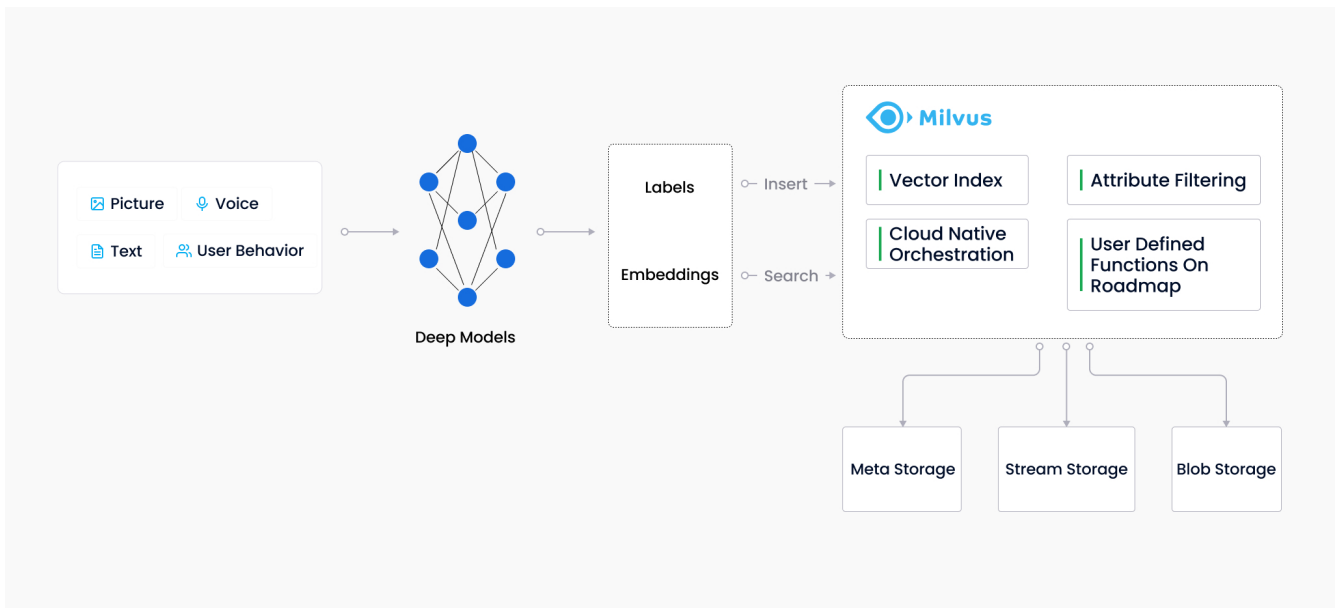 Picture
Voice
Text
User Behavior
Deep Models
Labels
Embeddings
Insert
Search
Milvus
Vector Index
Attribute Filtering
Cloud Native
Orchestration
User Defined
Functions On
Roadmap
Meta Storage
Stream Storage
Blob Storage